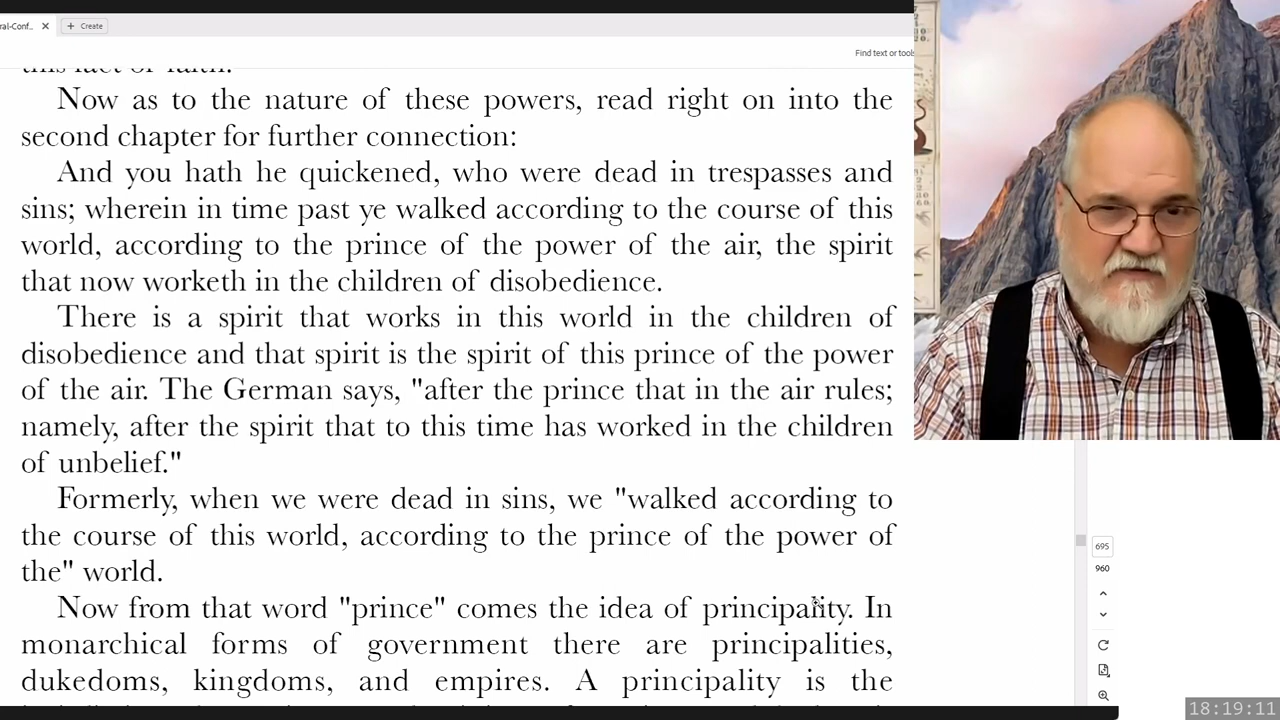 ral-Conf...
Create
Find text or tools
this fact of faith.
Now as to the nature of these powers, read right on into the
second chapter for further connection:
And you hath he quickened, who were dead in trespasses and
sins; wherein in time past ye walked according to the course of this
world, according to the prince of the power of the air, the spirit
that now worketh in the children of disobedience.
There is a spirit that works in this world in the children of
disobedience and that spirit is the spirit of this prince of the power
of the air. The German says, "after the prince that in the air rules;
namely, after the spirit that to this time has worked in the children
of unbelief."
Formerly, when we were dead in sins, we "walked according to
the course of this world, according to the prince of the power of
the" world.
Now from that word "prince" comes the idea of principality. In
monarchical forms of government there are principalities,
dukedoms, kingdoms, and empires. A principality is the
695
960
18:19:11